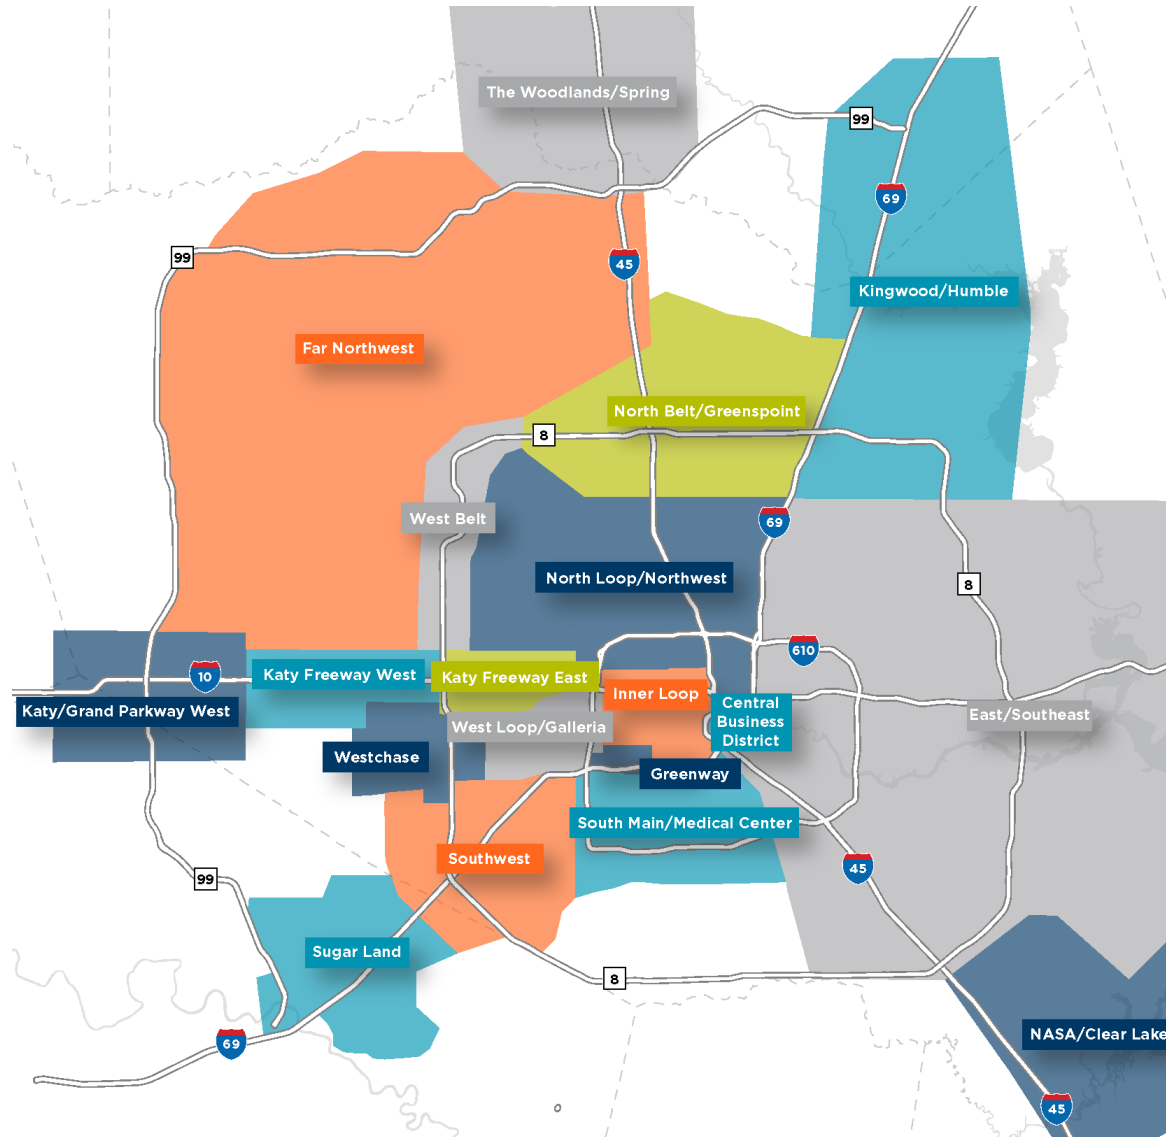 The Woodlands/Spring
99
69
99
45
Kingwood/Humble
Far Northwest
North Belt/Greenspoint
8
West Belt
69
North Loop/Northwest
8
610
Katy Freeway West
Katy Freeway East
10
Inner Loop
Katy/Grand Parkway West
Central
Business
District
East/Southeast
West Loop/Galleria
Westchase
Greenway
South Main/Medical Center
Southwest
45
99
Sugar Land
8
NASA/Clear Lake
69
45